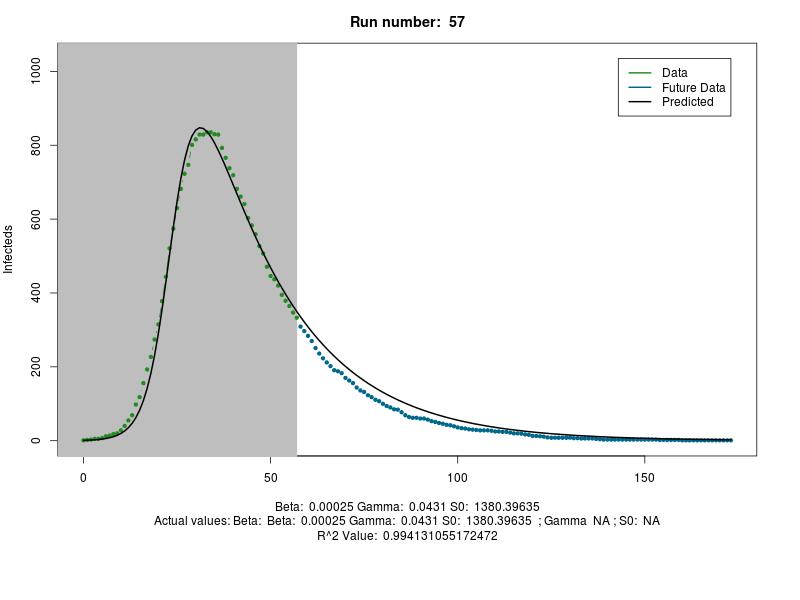 Run number:  57
Data
Future Data
Predicted
Infecteds
1000
800
600
400
200
0
0 50 100 150
Beta:  0.00025 Gamma:  0.0431 S0:  1380.39635
Actual values: Beta:  Beta:  0.00025 Gamma:  0.0431 S0:  1380.39635  ; Gamma  NA ; S0:  NA
R^2 Value:  0.994131055172472